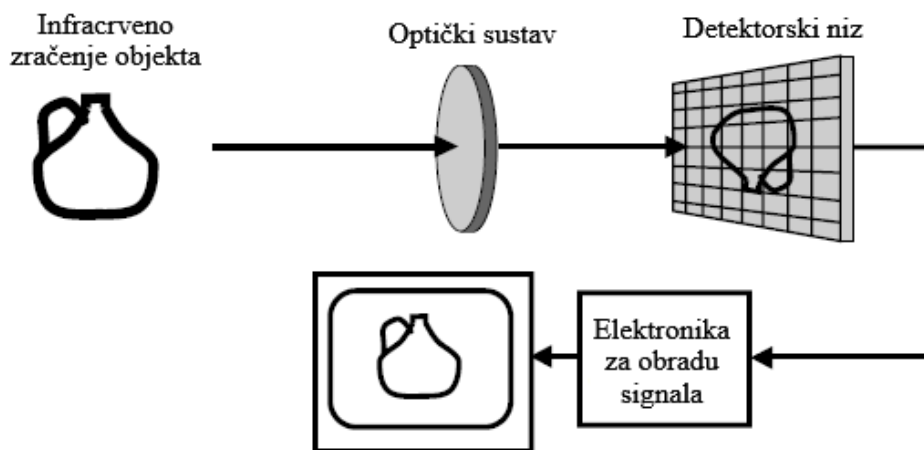 Infracrveno
zračenje objekta
Optički sustav
Detektorski niz
Elektronika
za obradu
signala